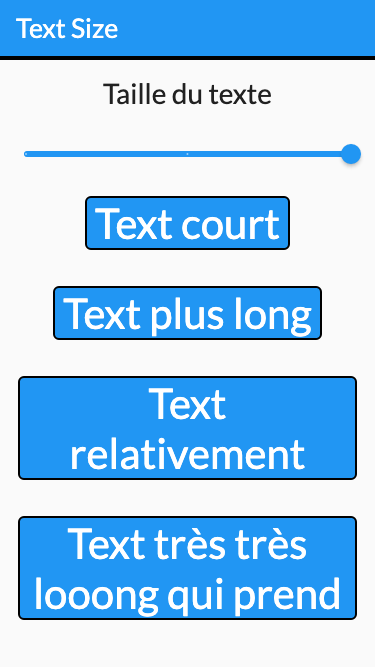 Text Size
Taille du texte
Text court
Text plus long
Text
relativement
Text très très
looong qui prend